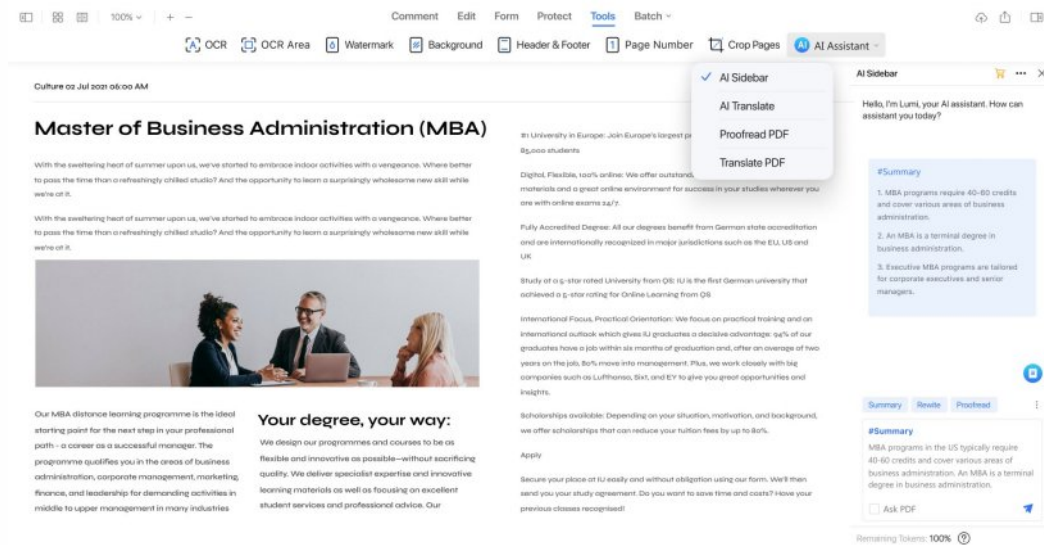 100%
+ −
Comment Edit Form Protect Tools Batch
OCR OCR Area Watermark Background Header & Footer Page Number Crop Pages AI Assistant
AI Sidebar
AI Translate
Proofread PDF
Translate PDF
Culture 02 Jul 2021 06:00 AM
Master of Business Administration (MBA)
With the sweltering heat of summer upon us, we've started to embrace indoor activities with a vengeance. Where better
to pass the time than a refreshingly chilled studio? And the opportunity to learn a surprisingly wholesome new skill while
we're at it.
With the sweltering heat of summer upon us, we've started to embrace indoor activities with a vengeance. Where better
to pass the time than a refreshingly chilled studio? And the opportunity to learn a surprisingly wholesome new skill while
we're at it.
Our MBA distance learning programme is the ideal
starting point for the next step in your professional
path - a career as a successful manager. The
programme qualifies you in the areas of business
administration, corporate management, marketing,
finance, and leadership for demanding activities in
middle to upper management in many industries
Your degree, your way:
We design our programmes and courses to be as
flexible and innovative as possible—without sacrificing
quality. We deliver specialist expertise and innovative
learning materials as well as focusing on excellent
student services and professional advice. Our
#1 University in Europe: Join Europe's largest
85,000 students
Digital, Flexible, 100% online: We offer
materials and a great online environment for success in your studies wherever you
are with online exams 24/7.
Fully Accredited Degree: All our degrees benefit from German state accreditation
and are internationally recognized in major jurisdictions such as the EU, US and
UK
Study at a 5-star rated University from QS: IU is the first German university that
achieved a 5-star rating for Online Learning from QS
International Focus, Practical Orientation: We focus on practical training and an
international outlook which gives IU graduates a decisive advantage: 94% of our
graduates have a job within six months of graduation and, after an average of two
years on the job, 80% move into management. Plus, we work closely with big
companies such as Lufthansa, Sixt, and EY to give you great opportunities and
insights.
Scholarships available: Depending on your situation, motivation, and background,
we offer scholarships that can reduce your tuition fees by up to 80%.
Apply
Secure your place at IU easily and without obligation using our form. We'll then
send you your study agreement. Do you want to save time and costs? Have your
previous classes recognised!
AI Sidebar
Hello, I'm Lumi, your AI assistant. How can
assistant you today?
#Summary
1. MBA programs require 40-60 credits
and cover various areas of business
administration.
2. An MBA is a terminal degree in
business administration.
3. Executive MBA programs are tailored
for corporate executives and senior
managers.
Summary Rewite Proofread
#Summary
MBA programs in the US typically require
40-60 credits and cover various areas of
business administration. An MBA is a terminal
degree in business administration.
Ask PDF
Remaining Tokens: 100%